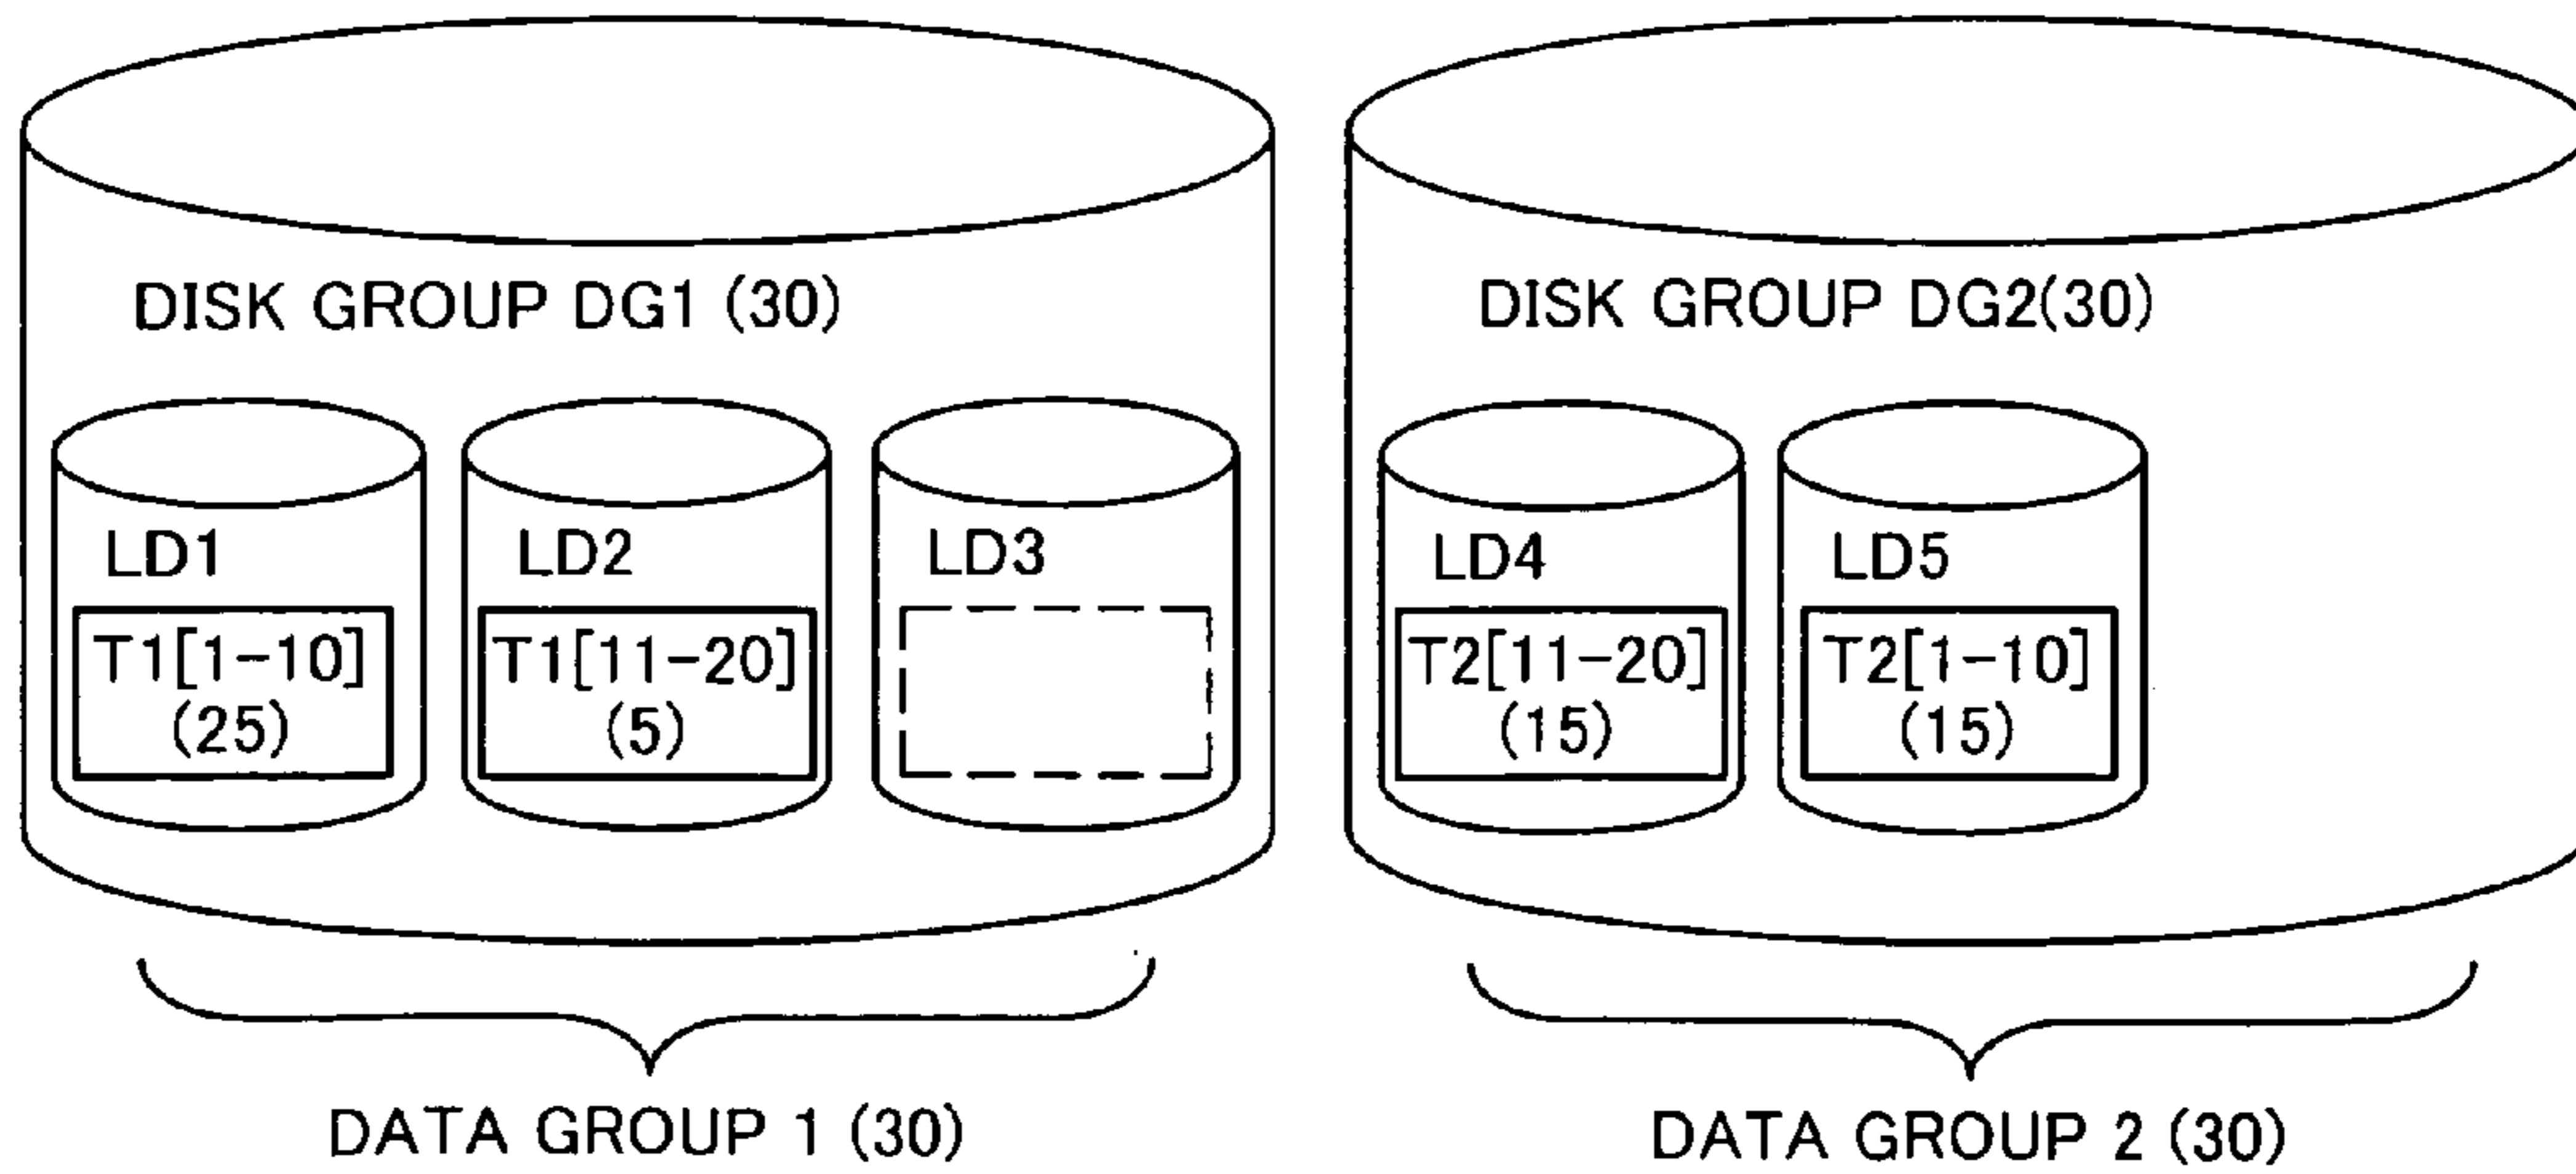 DISK GROUP DG1 (30)
DISK GROUP DG2(30)
LD1
LD2
LD3
LD4
LD5
T1[1-10]
(25)
T1[11-20]
(5)
T2[11-20]
(15)
T2[1-10]
(15)
DATA GROUP 1 (30)
DATA GROUP 2 (30)